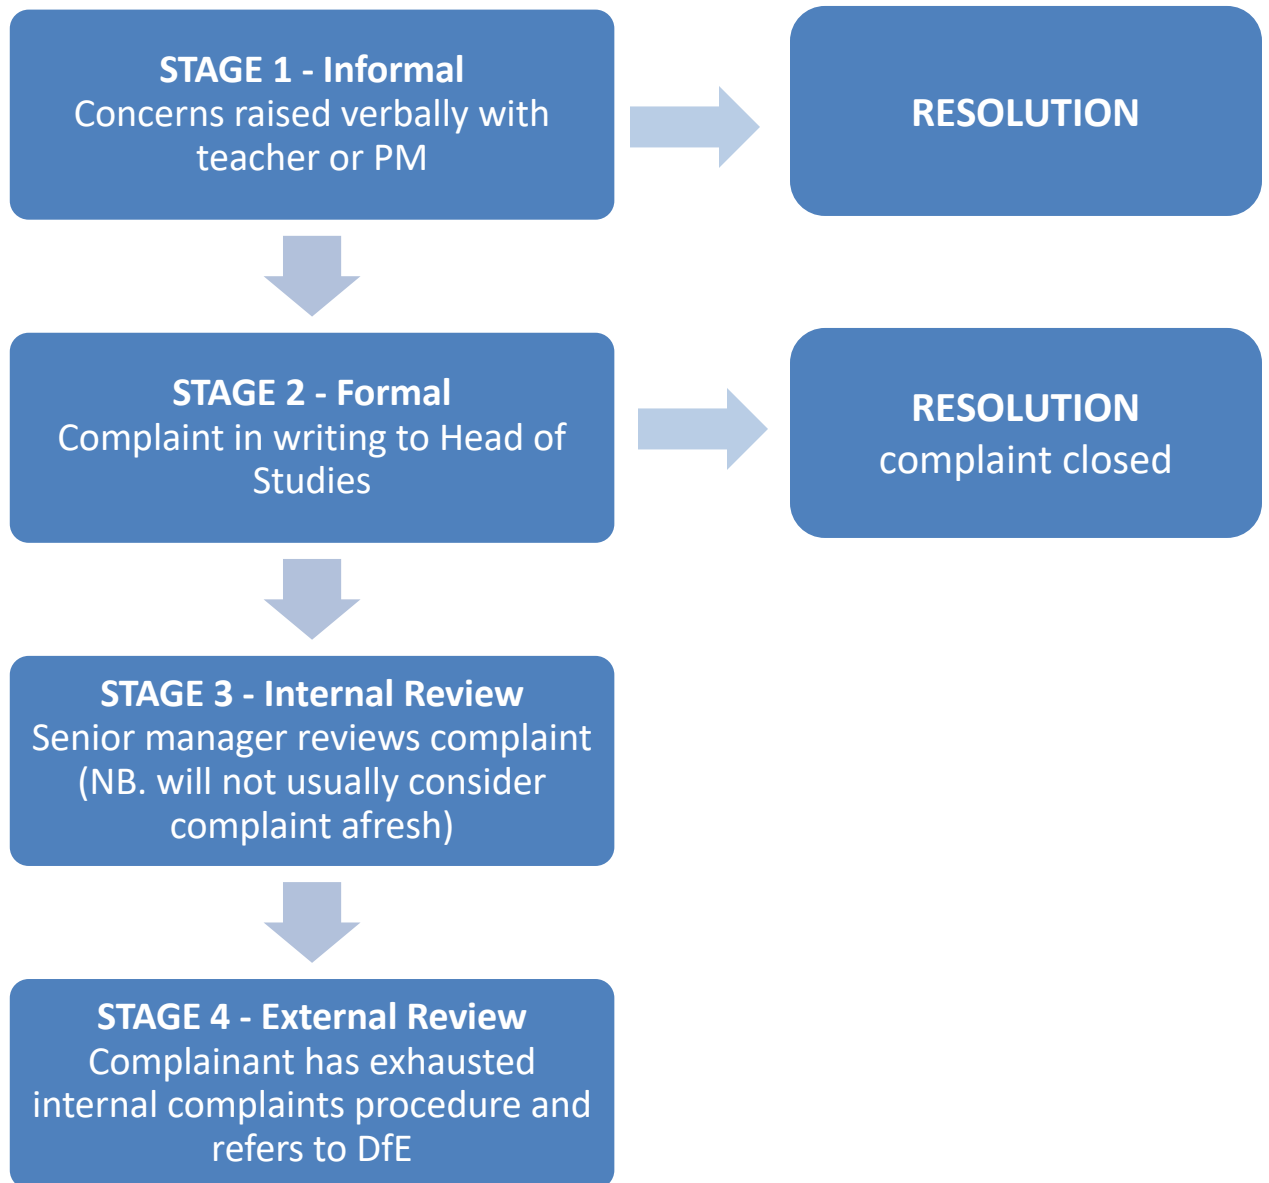 STAGE 1 - Informal
Concerns raised verbally with
teacher or PM
RESOLUTION
STAGE 2 - Formal
Complaint in writing to Head of
Studies
RESOLUTION
complaint closed
STAGE 3 - Internal Review
Senior manager reviews complaint
(NB. will not usually consider
complaint afresh)
STAGE 4 - External Review
Complainant has exhausted
internal complaints procedure and
refers to DfE